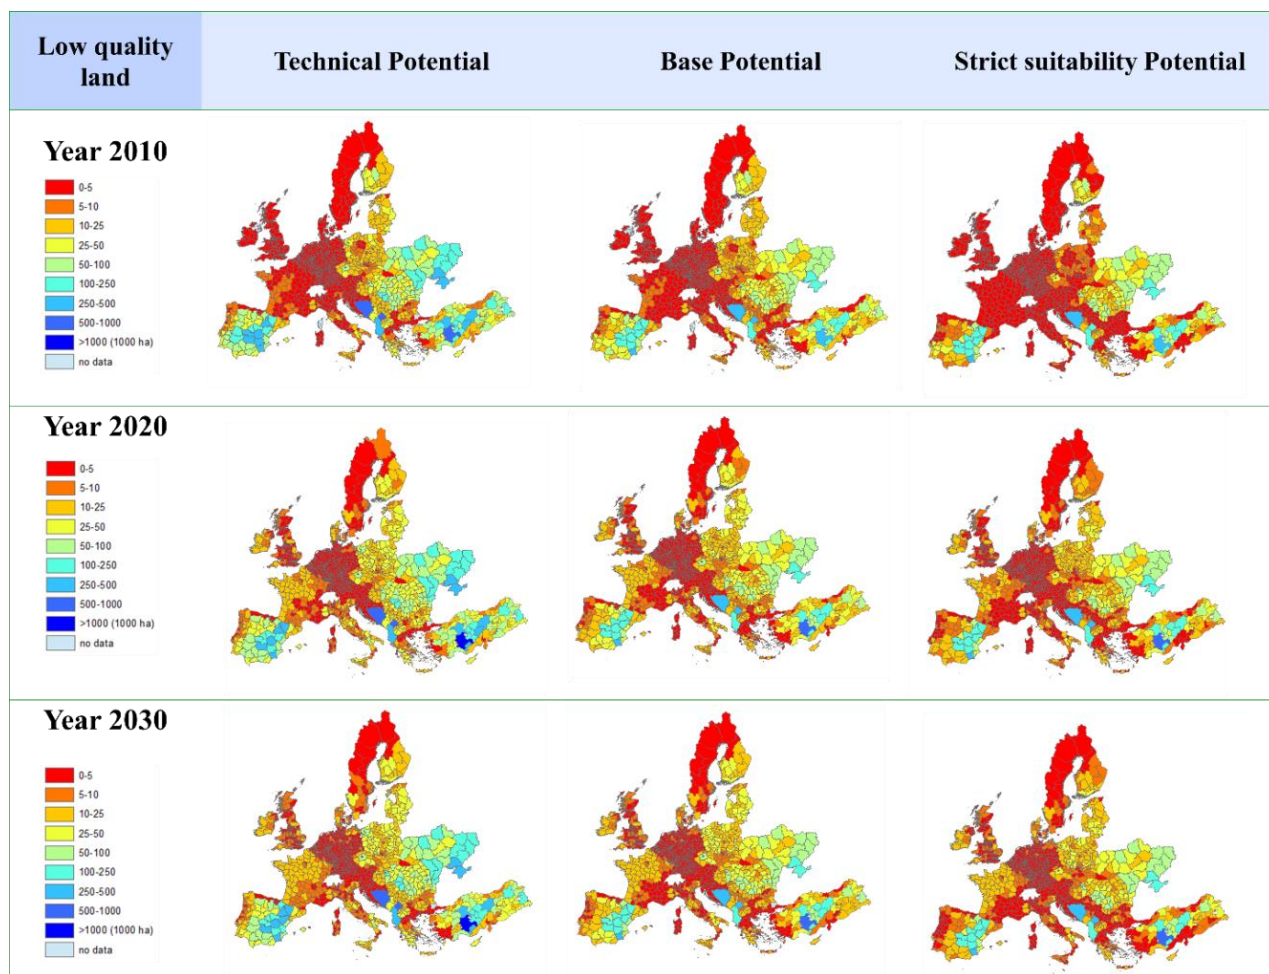 Low quality
land
Technical Potential
Base Potential
Strict suitability Potential
Year 2010
0-5
5-10
10-25
25-50
50-100
100-250
250-500
500-1000
>1000 (1000 ha)
no data
Year 2020
0-5
5-10
10-25
25-50
50-100
100-250
250-500
500-1000
>1000 (1000 ha)
no data
Year 2030
0-5
5-10
10-25
25-50
50-100
100-250
250-500
500-1000
>1000 (1000 ha)
no data